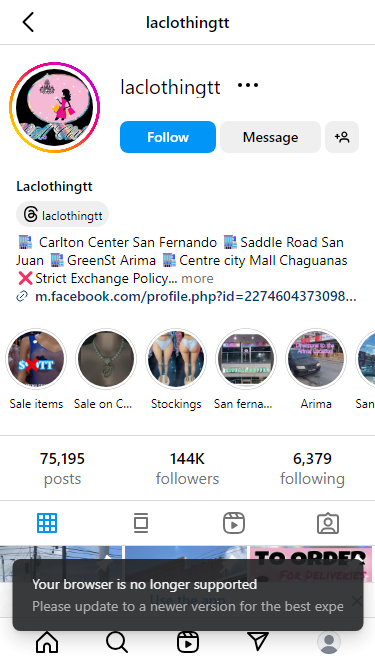 laclothingtt
laclothingtt ...
Follow Message
Laclothingtt
laclothingtt
Carlton Center San Fernando Saddle Road San
Juan GreenSt Arima Centre city Mall Chaguanas
Strict Exchange Policy... more
m.facebook.com/profile.php?id=2274604373098...
Sale items Sale on C... Stockings San ferna... Arima San
75,195 144K 6,379
posts followers following
TO ORDER
FOR DELIVERIES
Your browser is no longer supported
Please update to a newer version for the best expe